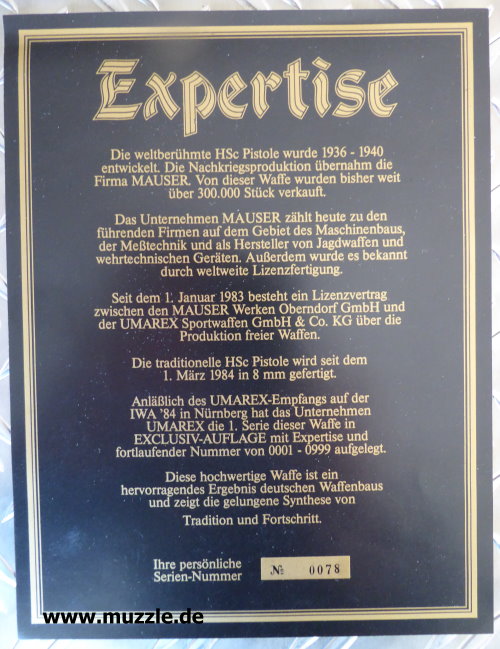 Expertise
Die weltberühmte HSc Pistole wurde 1936 - 1940
entwickelt. Die Nachkriegsproduktion übernahm die
Firma MAUSER. Von dieser Waffe wurden bisher weit
über 300.000 Stück verkauft.
Das Unternehmen MAUSER zählt heute zu den
führenden Firmen auf dem Gebiet des Maschinenbaus,
der Meßtechnik und als Hersteller von Jagdwaffen und
wehrtechnischen Geräten. Außerdem wurde es bekannt
durch weltweite Lizenzfertigung.
Seit dem 1. Januar 1983 besteht ein Lizenzvertrag
zwischen den MAUSER Werken Oberndorf GmbH und
der UMAREX Sportwaffen GmbH & Co. KG über die
Produktion freier Waffen.
Die traditionelle HSc Pistole wird seit dem
1. März 1984 in 8 mm gefertigt.
Anläßlich des UMAREX-Empfangs auf der
IWA '84 in Nürnberg hat das Unternehmen
UMAREX die 1. Serie dieser Waffe in
EXCLUSIV-AUFLAGE mit Expertise und
fortlaufender Nummer von 0001 - 0999 aufgelegt.
Diese hochwertige Waffe ist ein
hervorragendes Ergebnis deutschen Waffenbaus
und zeigt die gelungene Synthese von
Tradition und Fortschritt.
Ihre persönliche
Serien-Nummer № 0078
www.muzzle.de